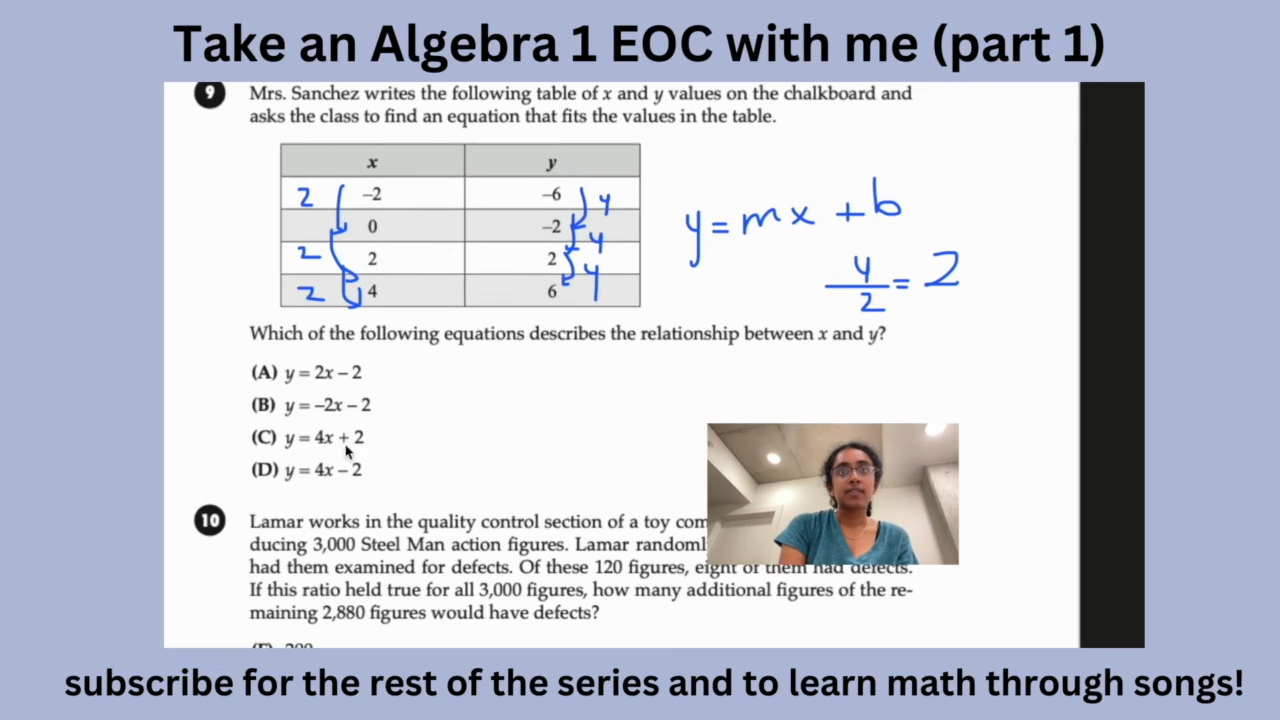 Take an Algebra 1 EOC with me (part 1)
9 Mrs. Sanchez writes the following table of x and y values on the chalkboard and
asks the class to find an equation that fits the values in the table.
x y
2 –2 –6 4
0 –2
2 2 2 4
2 4 6 4
y = mx + b
4/2 = 2
Which of the following equations describes the relationship between x and y?
(A) y = 2x – 2
(B) y = –2x – 2
(C) y = 4x + 2
(D) y = 4x – 2
10 Lamar works in the quality control section of a toy com
ducing 3,000 Steel Man action figures. Lamar randoml
had them examined for defects. Of these 120 figures, eight of them had defects.
If this ratio held true for all 3,000 figures, how many additional figures of the re-
maining 2,880 figures would have defects?
subscribe for the rest of the series and to learn math through songs!